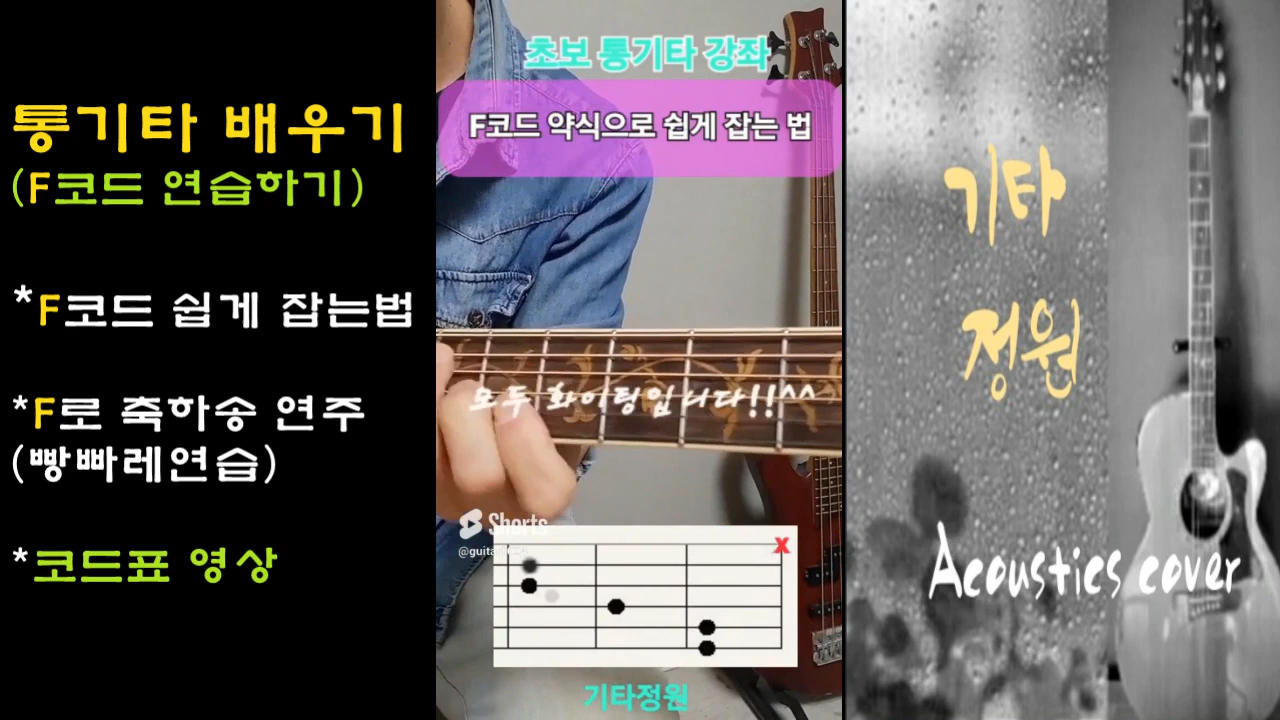 통기타 배우기
(F코드 연습하기)
*F코드 쉽게 잡는법
*F로 축하송 연주
(빵빠레연습)
*코드표 영상
초보 통기타 강좌
F코드 약식으로 쉽게 잡는 법
모두 화이팅입니다!!^^
Shorts
X
기타정원
기타
정원
Acoustics cover